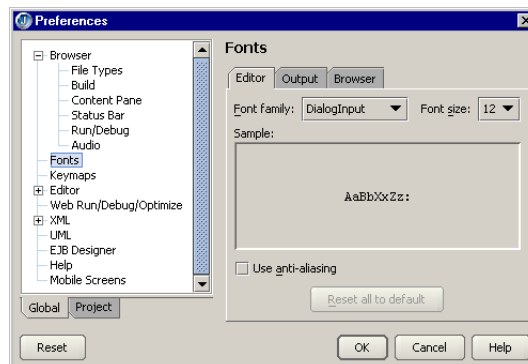 Preferences
Browser
File Types
Build
Content Pane
Status Bar
Run/Debug
Audio
Fonts
Keymaps
Editor
Web Run/Debug/Optimize
XML
UML
EJB Designer
Help
Mobile Screens
Global Project
Fonts
Editor Output Browser
Font family: DialogInput Font size: 12
Sample:
AaBbXxZz:
Use anti-aliasing
Reset all to default
Reset OK Cancel Help